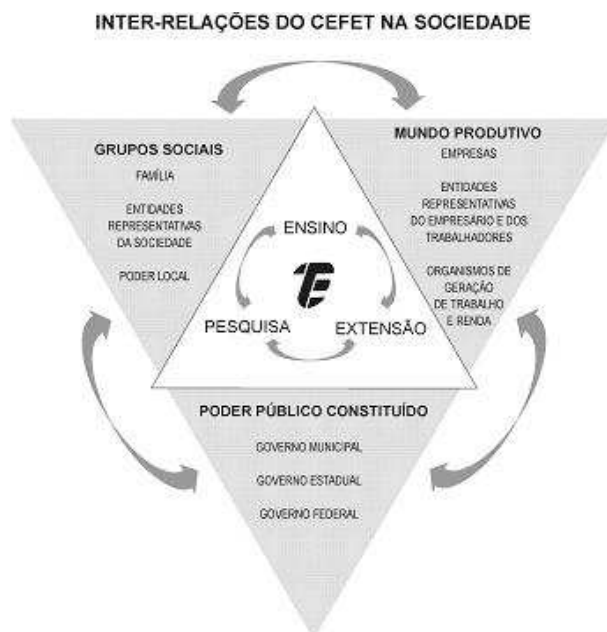 INTER-RELAÇÕES DO CEFET NA SOCIEDADE
GRUPOS SOCIAIS
FAMÍLIA
ENTIDADES
REPRESENTATIVAS
DA SOCIEDADE
PODER LOCAL
MUNDO PRODUTIVO
EMPRESAS
ENTIDADES
REPRESENTATIVAS
DO EMPRESÁRIO E DOS
TRABALHADORES
ORGANISMOS DE
GERAÇÃO
DE TRABALHO
E RENDA
ENSINO
PESQUISA
EXTENSÃO
PODER PÚBLICO CONSTITUÍDO
GOVERNO MUNICIPAL
GOVERNO ESTADUAL
GOVERNO FEDERAL